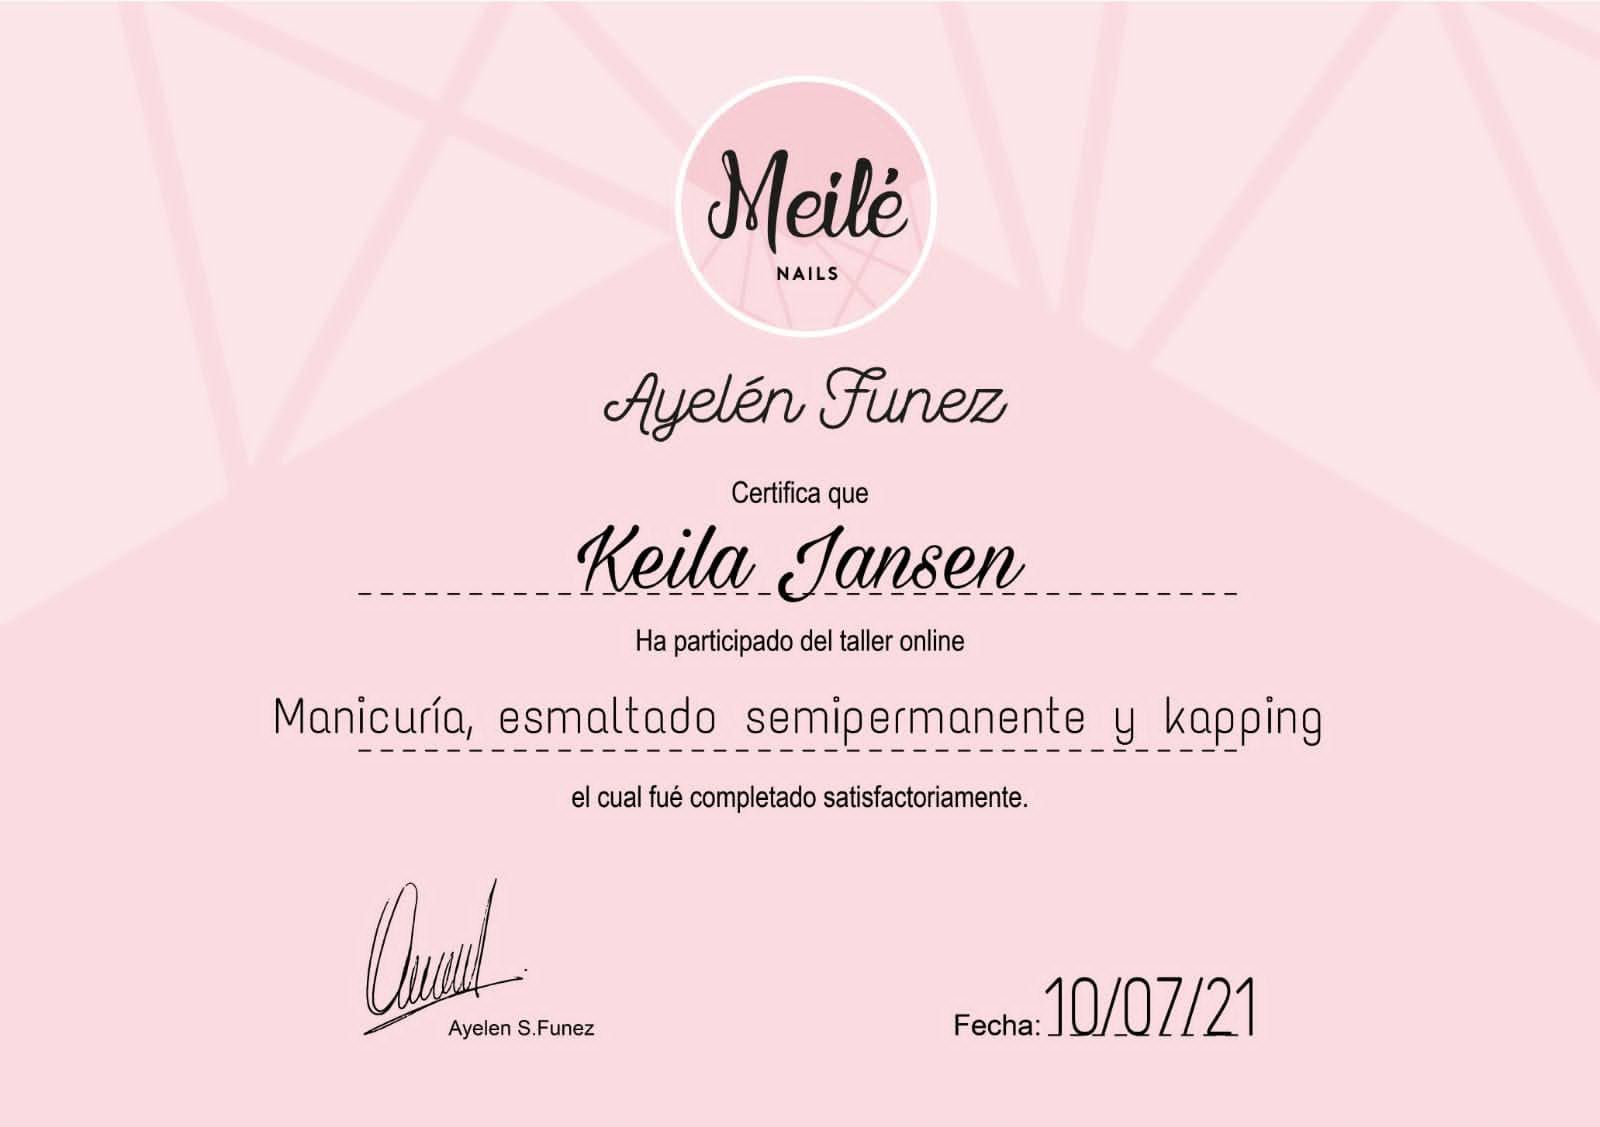 Meilé
NAILS
Ayelén Funez
Certifica que
Keila Jansen
Ha participado del taller online
Manicuría, esmaltado semipermanente y kapping
el cual fué completado satisfactoriamente.
Ayelen S.Funez
Fecha: 10/07/21